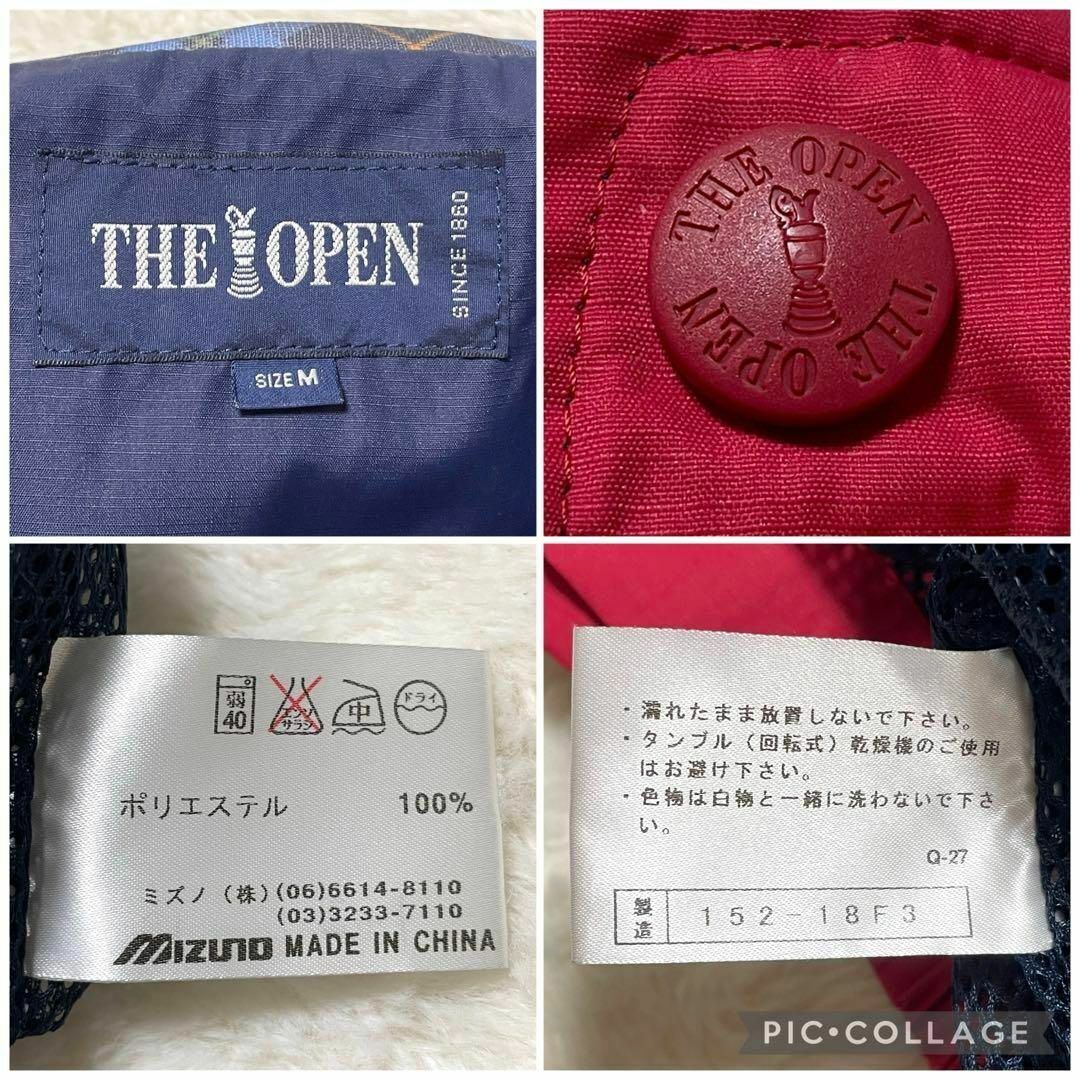 THE OPEN
SINCE 1860
SIZE M
THE OPEN
THE OPEN
弱
40
エンソ
サラシ
中
ドライ
ポリエステル 100%
ミズノ(株)(06)6614-8110
(03)3233-7110
MIZUNO MADE IN CHINA
・濡れたまま放置しないで下さい。
・タンブル(回転式)乾燥機のご使用
はお避け下さい。
・色物は白物と一緒に洗わないで下さ
い。
Q-27
製造 152-18F3
PIC•COLLAGE